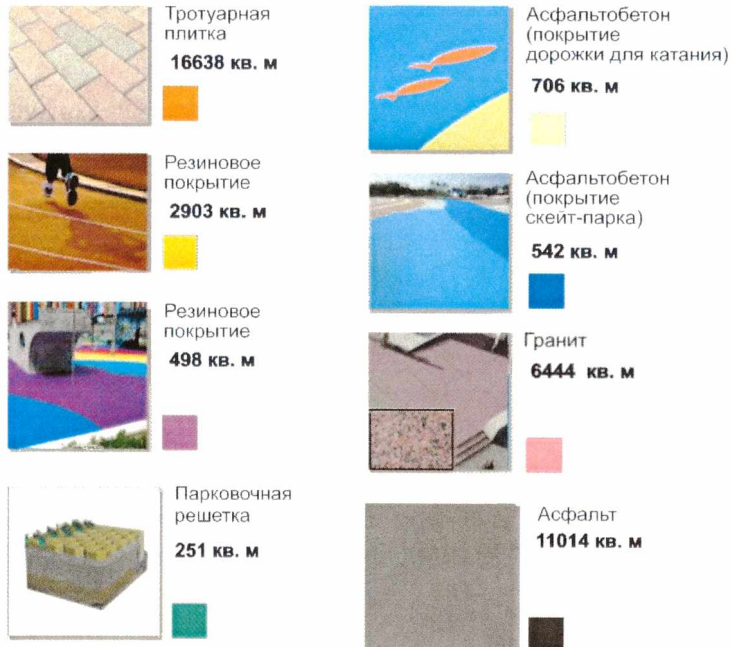 Тротуарная
плитка
16638 кв. м
Резиновое
покрытие
2903 кв. м
Резиновое
покрытие
498 кв. м
Парковочная
решетка
251 кв. м
Асфальтобетон
(покрытие
дорожки для катания)
706 кв. м
Асфальтобетон
(покрытие
скейт-парка)
542 кв. м
Гранит
6444 кв. м
Асфальт
11014 кв. м